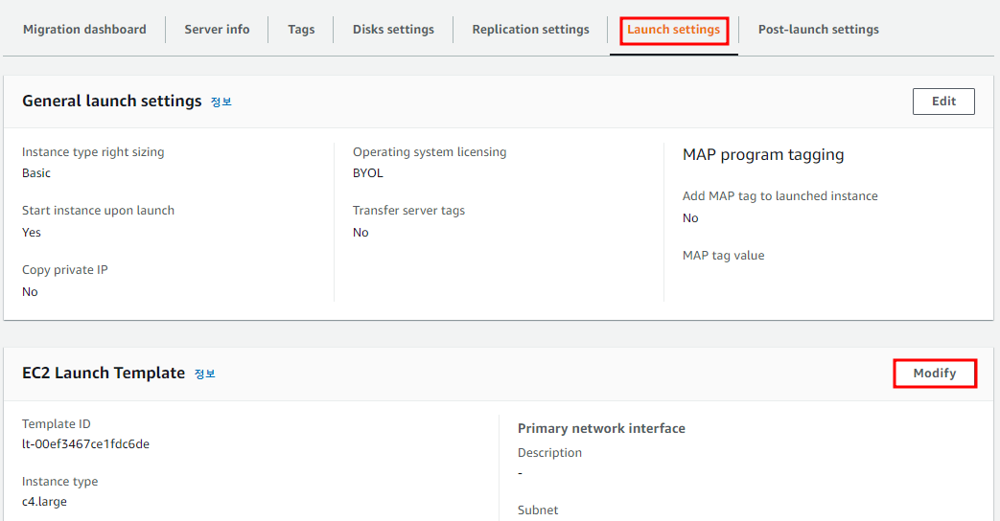 Migration dashboard
Server info
Tags
Disks settings
Replication settings
Launch settings
Post-launch settings
General launch settings 정보
Edit
Instance type right sizing
Basic
Start instance upon launch
Yes
Copy private IP
No
Operating system licensing
BYOL
Transfer server tags
No
MAP program tagging
Add MAP tag to launched instance
No
MAP tag value
EC2 Launch Template 정보
Modify
Template ID
lt-00ef3467ce1fdc6de
Instance type
c4.large
Primary network interface
Description
-
Subnet